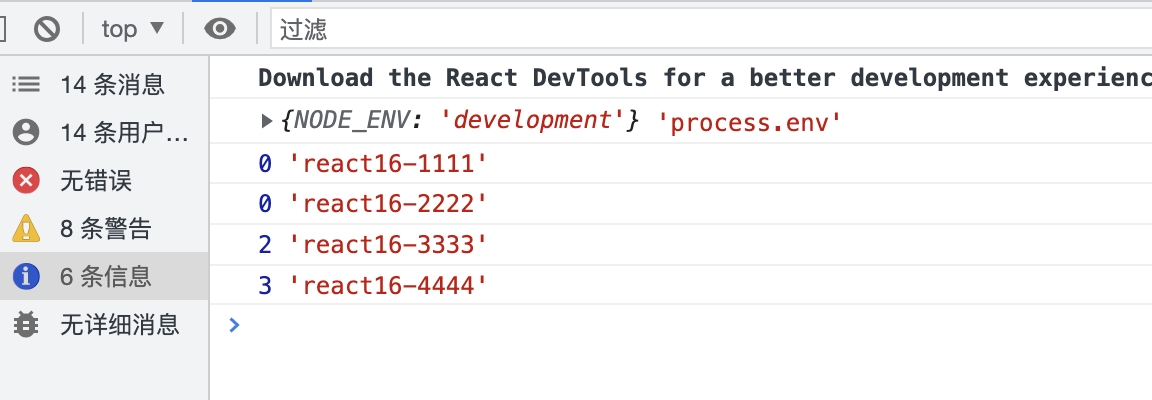 top ▼ 过滤
14 条消息
14 条用户…
无错误
8 条警告
6 条信息
无详细消息
Download the React DevTools for a better development experienc
▶ {NODE_ENV: 'development'} 'process.env'
0 'react16-1111'
0 'react16-2222'
2 'react16-3333'
3 'react16-4444'
>